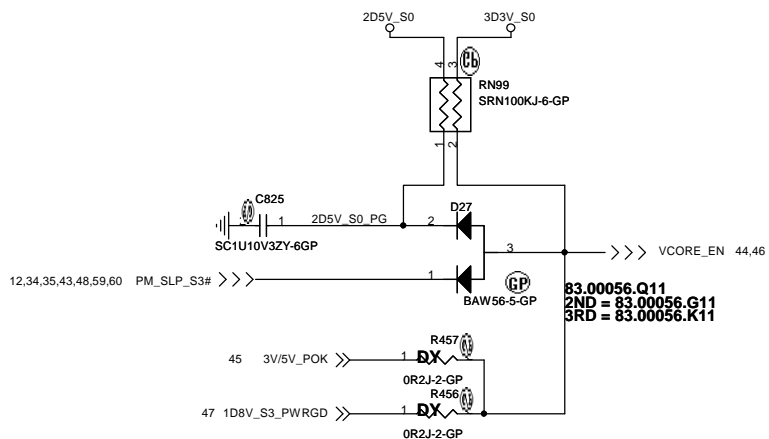 2D5V_S0 3D3V_S0
4 3
RN99
SRN100KJ-6-GP
1 2
C825
1 2D5V_S0_PG 2 D27
SC1U10V3ZY-6GP
3 VCORE_EN 44,46
12,34,35,43,48,59,60 PM_SLP_S3# 1
GP
BAW56-5-GP
83.00056.Q11
2ND = 83.00056.G11
3RD = 83.00056.K11
R457
45 3V/5V_POK 1 DY
0R2J-2-GP
R456
47 1D8V_S3_PWRGD 1 DY
0R2J-2-GP